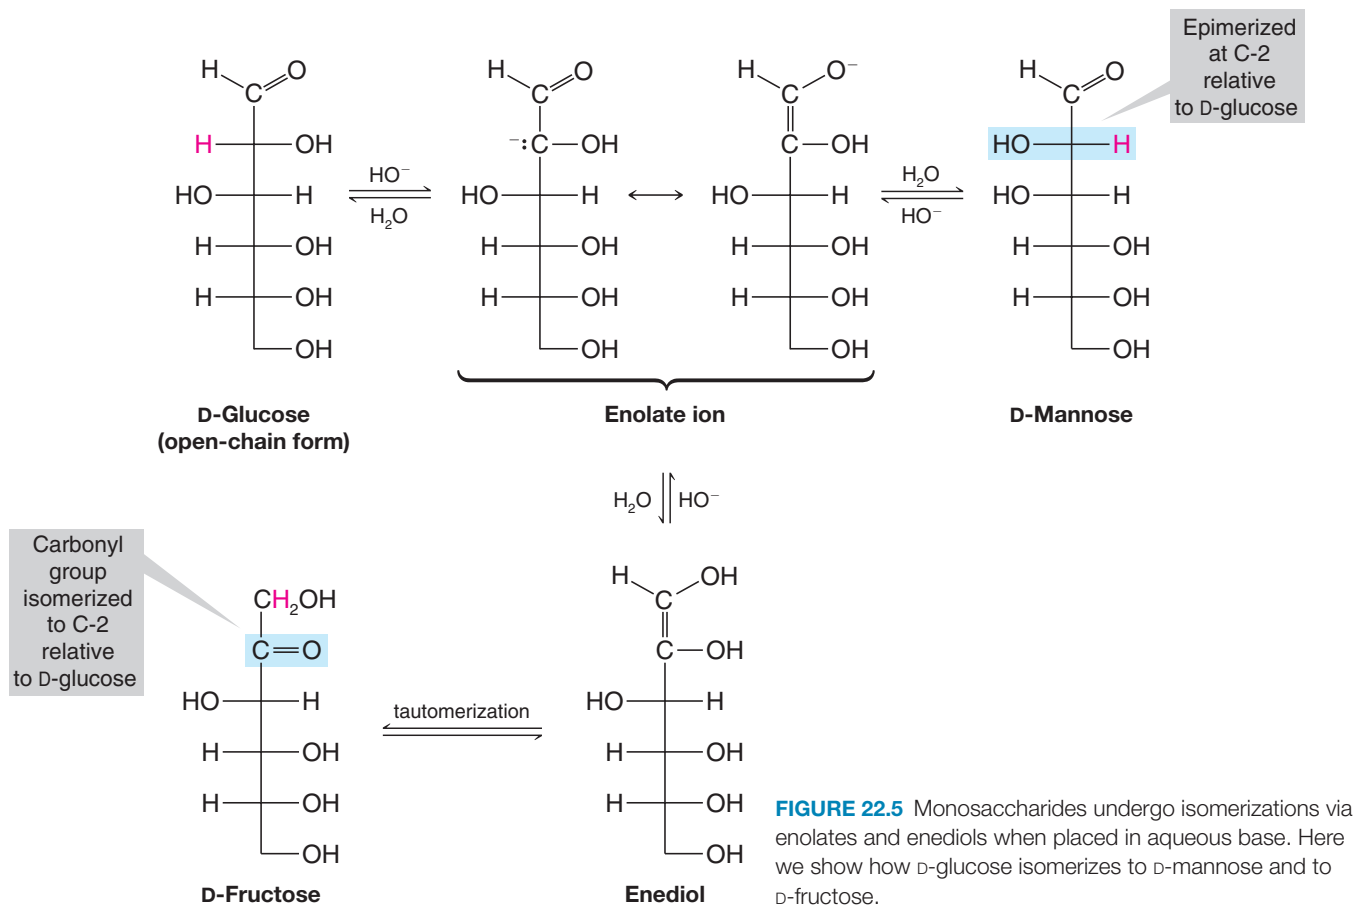 Epimerized
at C-2
relative
to D-glucose
H O H O H O⁻ H O
C C C C
H OH ⁻:C OH C OH HO H
HO⁻ H₂O
HO H HO H HO H HO H
H₂O HO⁻
H OH H OH H OH H OH
H OH H OH H OH H OH
OH OH OH OH
D-Glucose
(open-chain form)
Enolate ion
D-Mannose
H₂O HO⁻
Carbonyl
group
isomerized
to C-2
relative
to D-glucose
CH₂OH
C=O
HO H
H OH
H OH
OH
D-Fructose
tautomerization
H OH
C
C OH
HO H
H OH
H OH
OH
Enediol
FIGURE 22.5 Monosaccharides undergo isomerizations via
enolates and enediols when placed in aqueous base. Here
we show how D-glucose isomerizes to D-mannose and to
D-fructose.